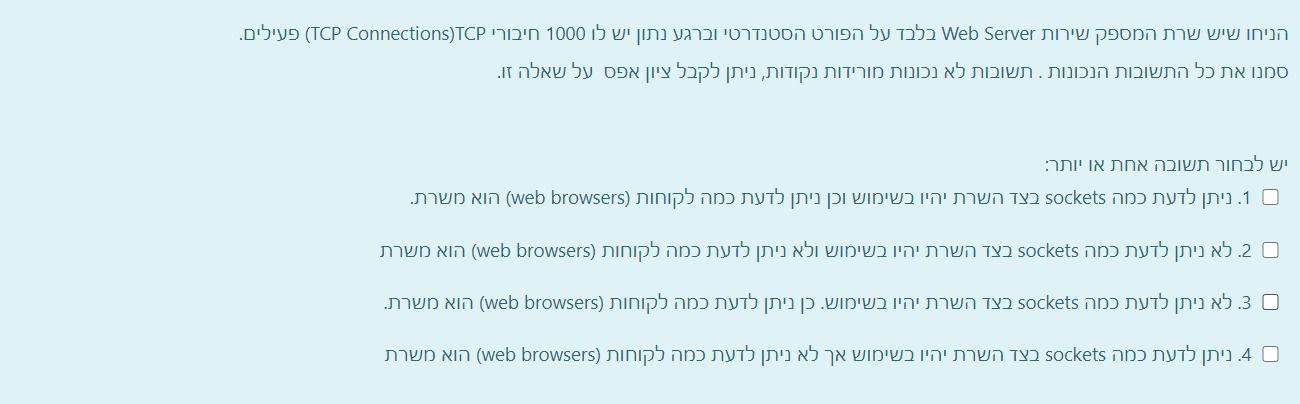 הניחו שיש שרת המספק שירות Web Server בלבד על הפורט הסטנדרטי וברגע נתון יש לו 1000 חיבורי TCP(TCP Connections) פעילים.
סמנו את כל התשובות הנכונות . תשובות לא נכונות מורידות נקודות, ניתן לקבל ציון אפס על שאלה זו.
יש לבחור תשובה אחת או יותר:
1. ניתן לדעת כמה sockets בצד השרת יהיו בשימוש וכן ניתן לדעת כמה לקוחות (web browsers) הוא משרת.
2. לא ניתן לדעת כמה sockets בצד השרת יהיו בשימוש ולא ניתן לדעת כמה לקוחות (web browsers) הוא משרת
3. לא ניתן לדעת כמה sockets בצד השרת יהיו בשימוש. כן ניתן לדעת כמה לקוחות (web browsers) הוא משרת.
4. ניתן לדעת כמה sockets בצד השרת יהיו בשימוש אך לא ניתן לדעת כמה לקוחות (web browsers) הוא משרת